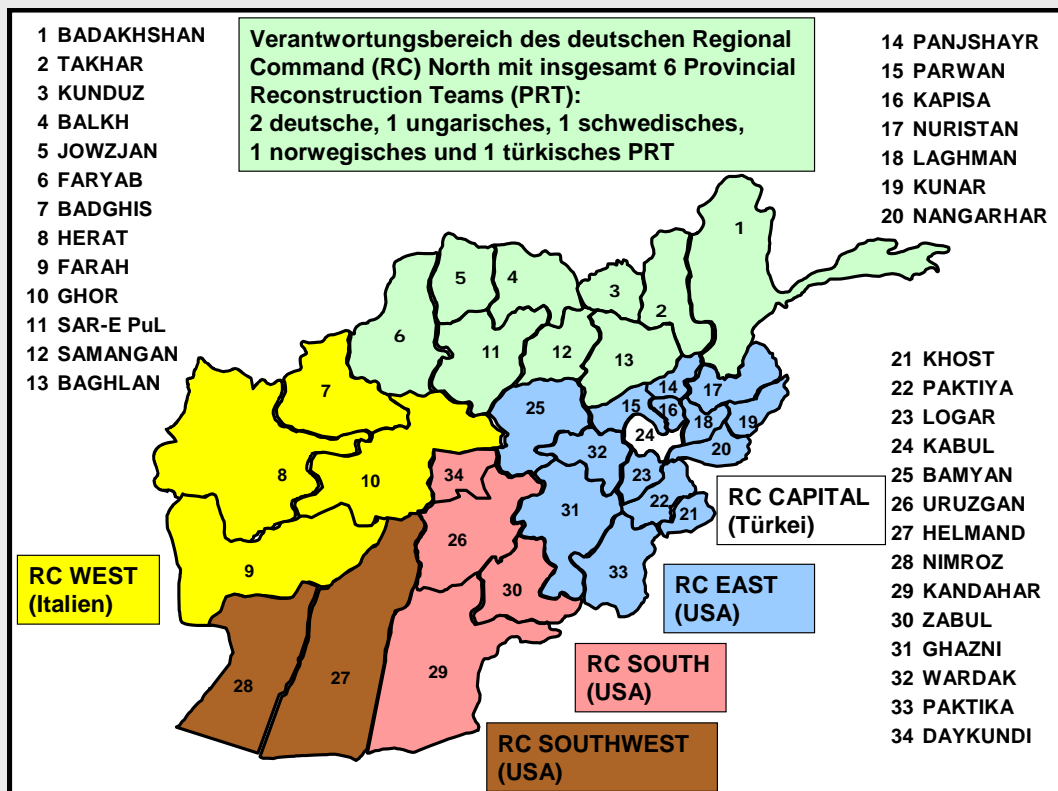 1 BADAKHSHAN
2 TAKHAR
3 KUNDUZ
4 BALKH
5 JOWZJAN
6 FARYAB
7 BADGHIS
8 HERAT
9 FARAH
10 GHOR
11 SAR-E PuL
12 SAMANGAN
13 BAGHLAN
Verantwortungsbereich des deutschen Regional
Command (RC) North mit insgesamt 6 Provincial
Reconstruction Teams (PRT):
2 deutsche, 1 ungarisches, 1 schwedisches,
1 norwegisches und 1 türkisches PRT
14 PANJSHAYR
15 PARWAN
16 KAPISA
17 NURISTAN
18 LAGHMAN
19 KUNAR
20 NANGARHAR
21 KHOST
22 PAKTIYA
23 LOGAR
24 KABUL
25 BAMYAN
26 URUZGAN
27 HELMAND
28 NIMROZ
29 KANDAHAR
30 ZABUL
31 GHAZNI
32 WARDAK
33 PAKTIKA
34 DAYKUNDI
1
2
3
4
5
6
7
8
9
10
11
12
13
14
15
16
17
18
19
20
21
22
23
24
25
26
27
28
29
30
31
32
33
34
RC CAPITAL
(Türkei)
RC WEST
(Italien)
RC EAST
(USA)
RC SOUTH
(USA)
RC SOUTHWEST
(USA)